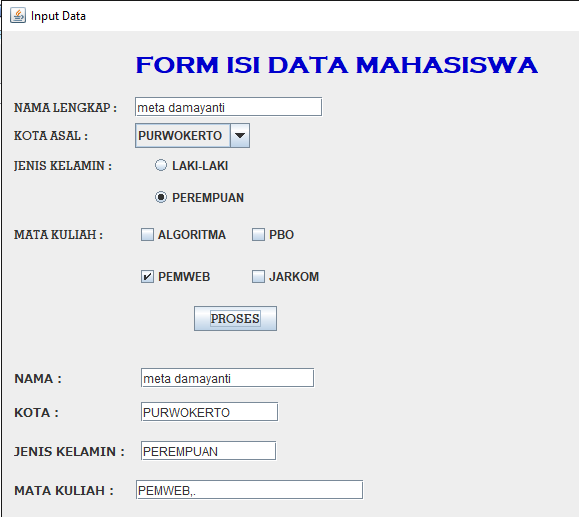 Input Data
FORM ISI DATA MAHASISWA
NAMA LENGKAP : meta damayanti
KOTA ASAL : PURWOKERTO
JENIS KELAMIN : LAKI-LAKI
PEREMPUAN
MATA KULIAH : ALGORITMA PBO
PEMWEB JARKOM
PROSES
NAMA : meta damayanti
KOTA : PURWOKERTO
JENIS KELAMIN : PEREMPUAN
MATA KULIAH : PEMWEB,.